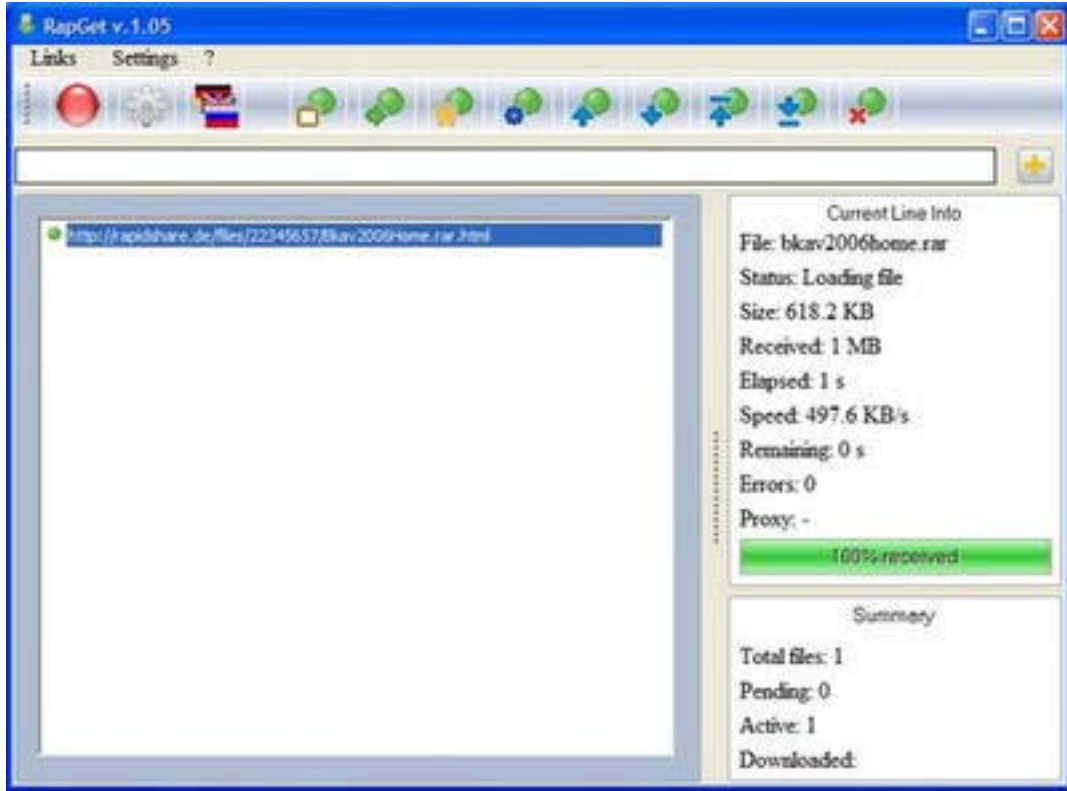 RapGet v.1.05
Links Settings ?
http://rapidshare.de/files/22345657/Bkav2006Home.rar.html
Current Line Info
File: bkav2006home.rar
Status: Loading file
Size: 618.2 KB
Received: 1 MB
Elapsed: 1 s
Speed: 497.6 KB/s
Remaining: 0 s
Errors: 0
Proxy: -
100% received
Summary
Total files: 1
Pending: 0
Active: 1
Downloaded: